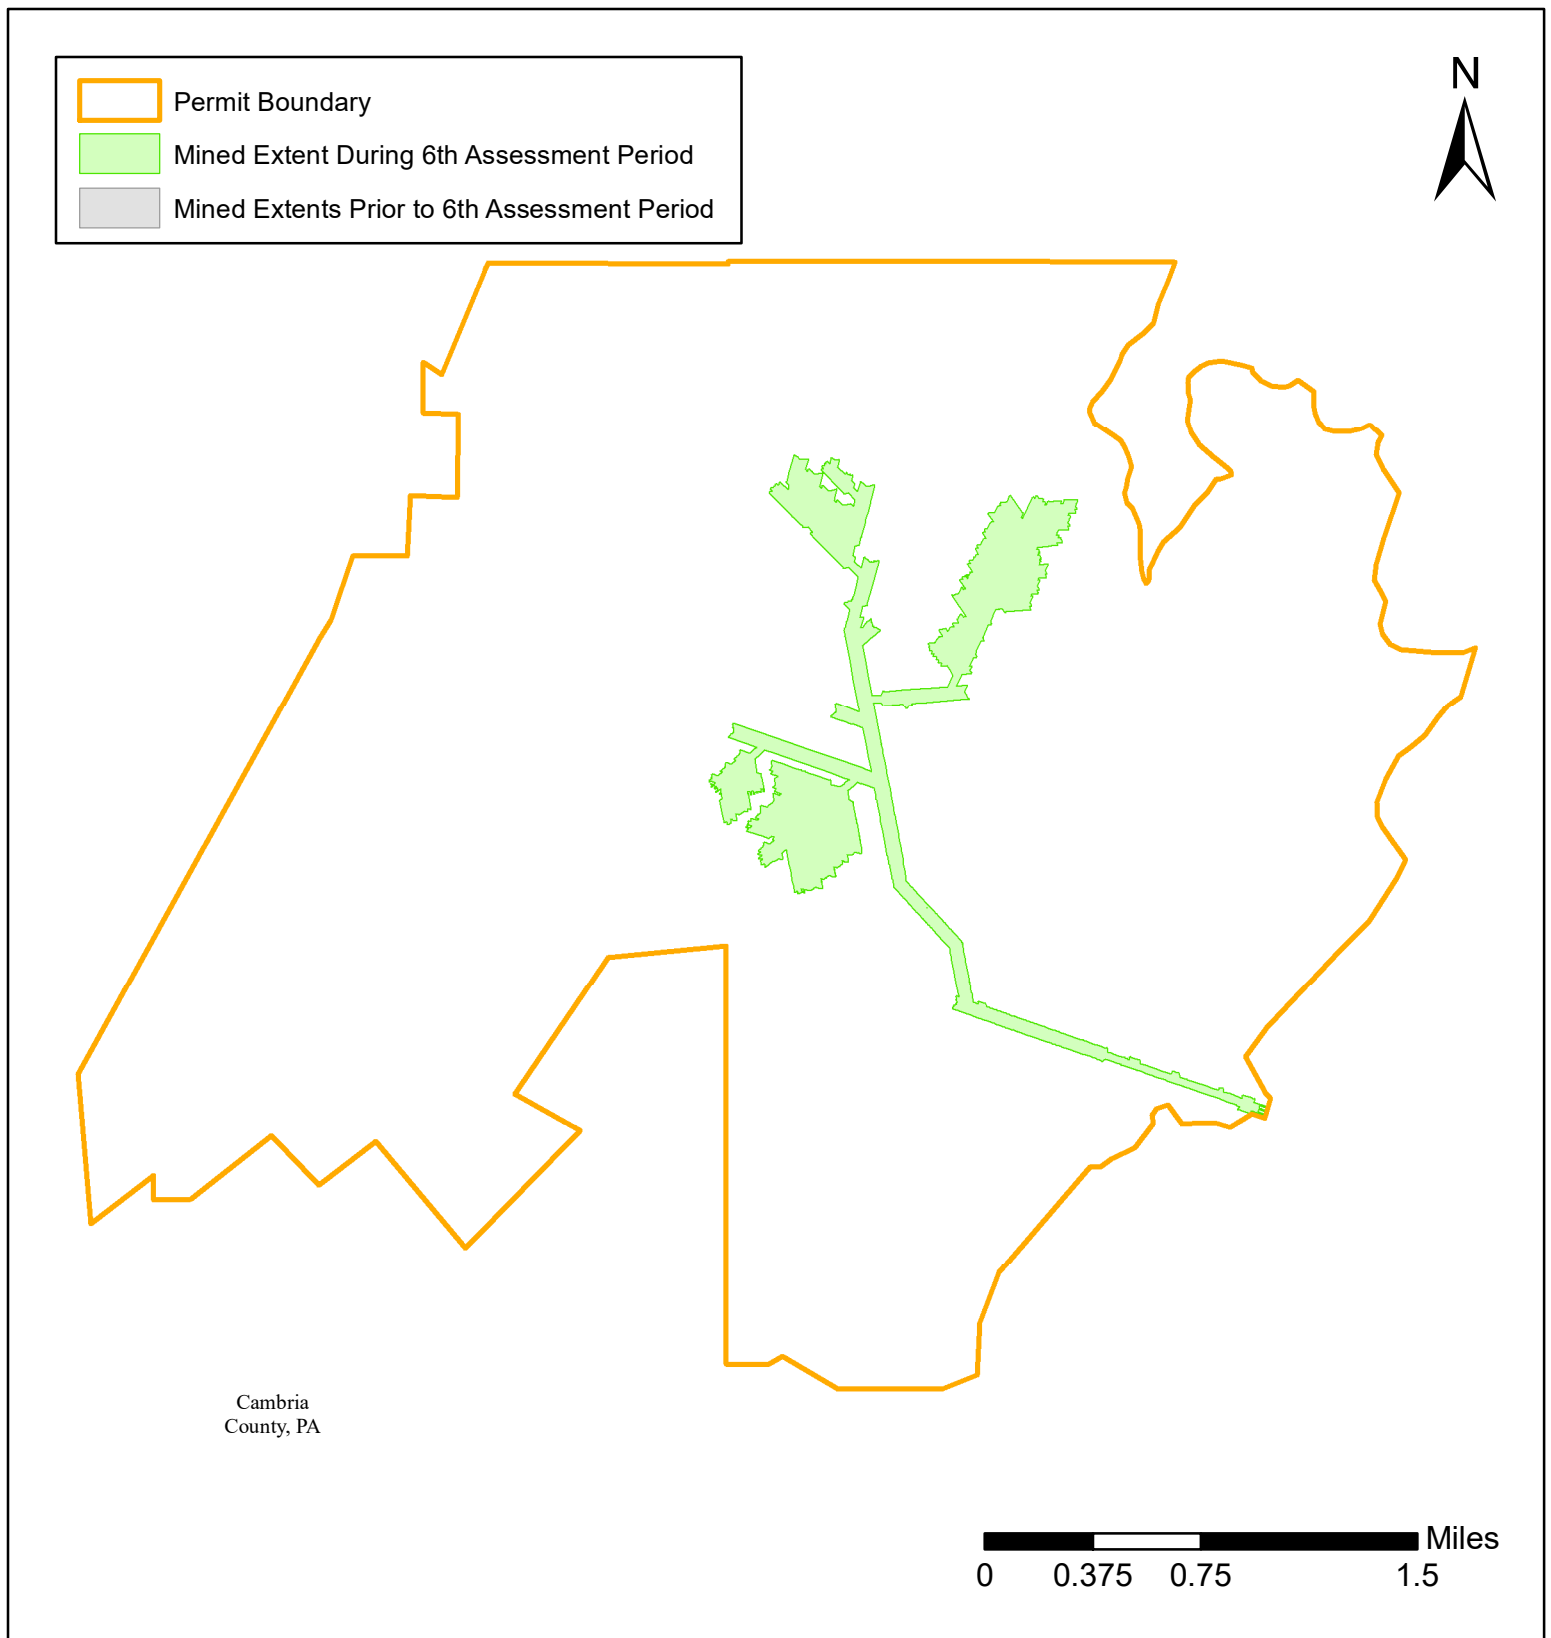 N
Permit Boundary
Mined Extent During 6th Assessment Period
Mined Extents Prior to 6th Assessment Period
Cambria
County, PA
Miles
0 0.375 0.75 1.5